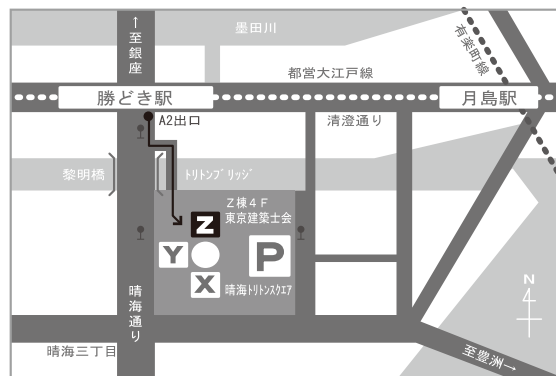 ↑至銀座
墨田川
有楽町線
都営大江戸線
勝どき駅
月島駅
A2出口
清澄通り
黎明橋
ﾄﾘﾄﾝﾌﾞﾘｯｼﾞ
Z棟4F
東京建築士会
Z
Y
P
X
晴海ﾄﾘﾄﾝｽｸｴｱ
N
晴海通り
晴海三丁目
至豊洲→